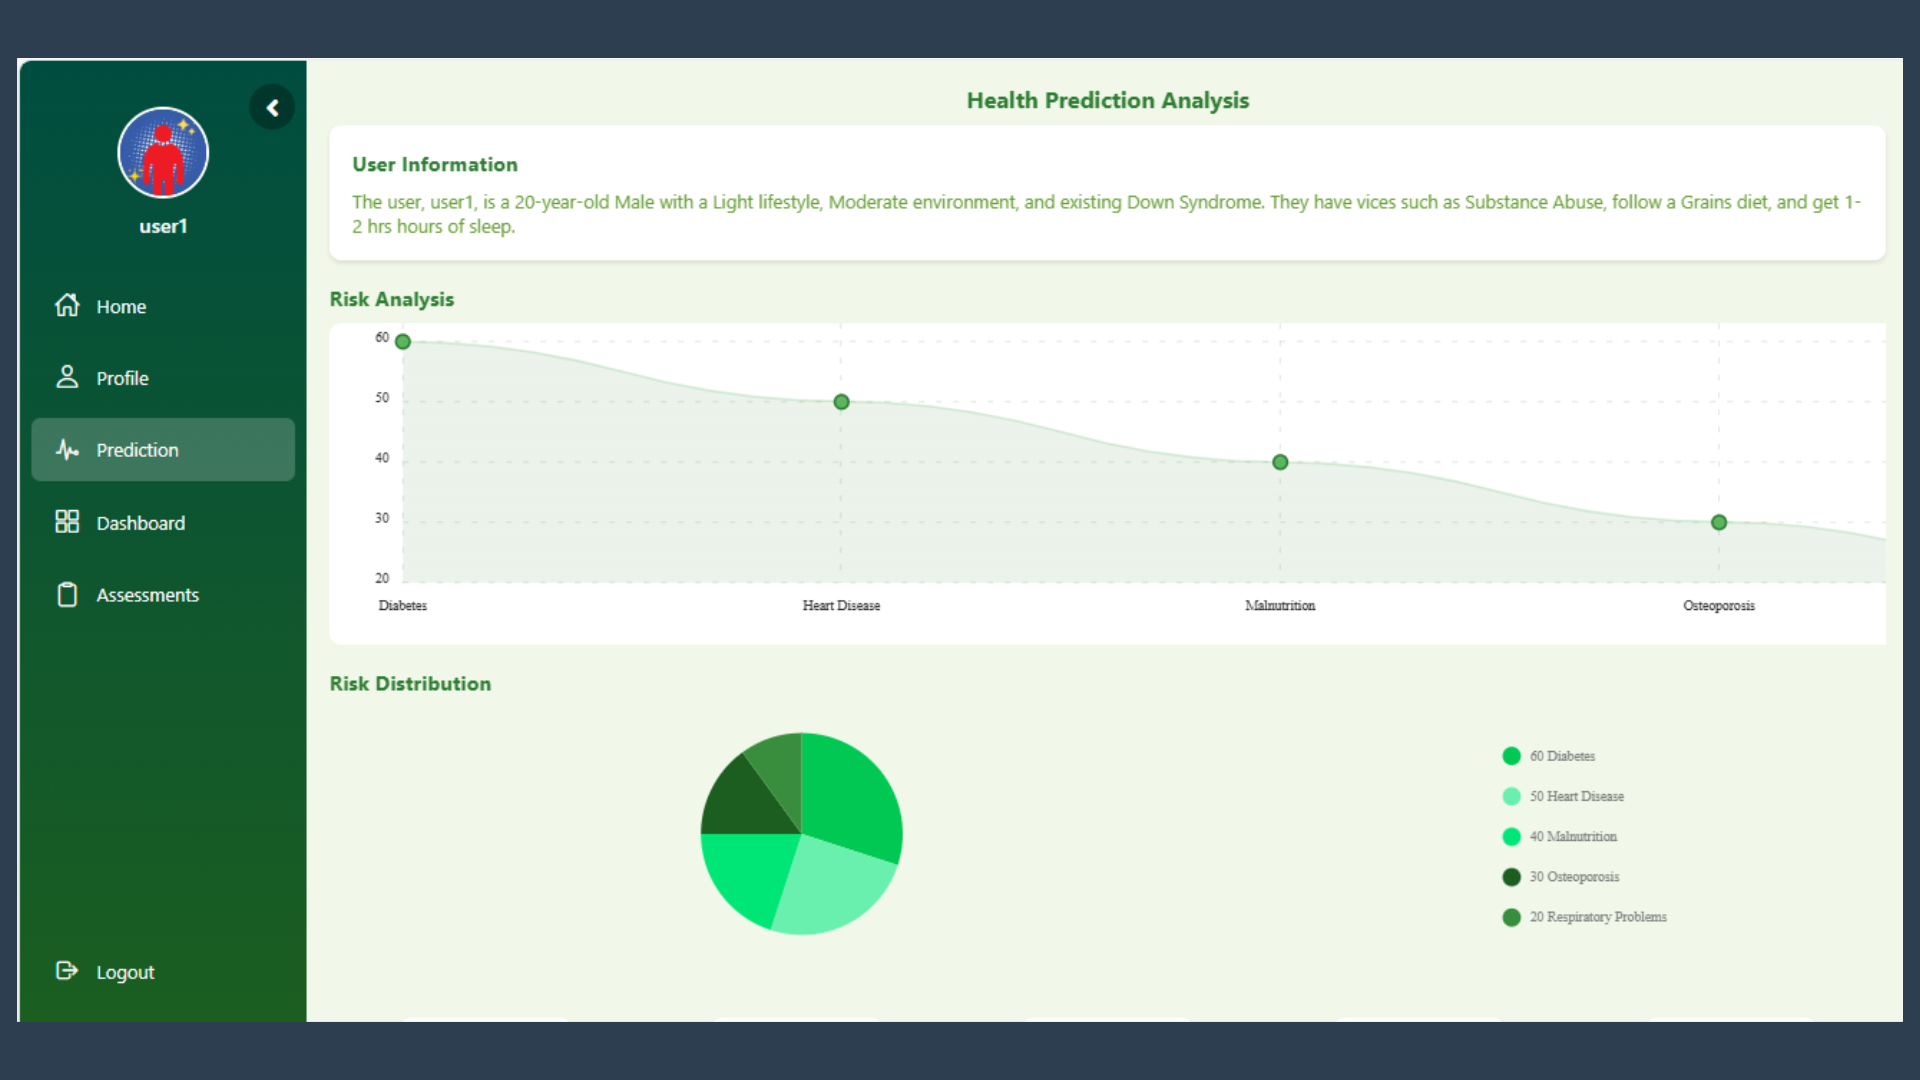 user1
Home
Profile
Prediction
Dashboard
Assessments
Logout
Health Prediction Analysis
User Information
The user, user1, is a 20-year-old Male with a Light lifestyle, Moderate environment, and existing Down Syndrome. They have vices such as Substance Abuse, follow a Grains diet, and get 1-
2 hrs hours of sleep.
Risk Analysis
60
50
40
30
20
Diabetes
Heart Disease
Malnutrition
Osteoporosis
Risk Distribution
60 Diabetes
50 Heart Disease
40 Malnutrition
30 Osteoporosis
20 Respiratory Problems